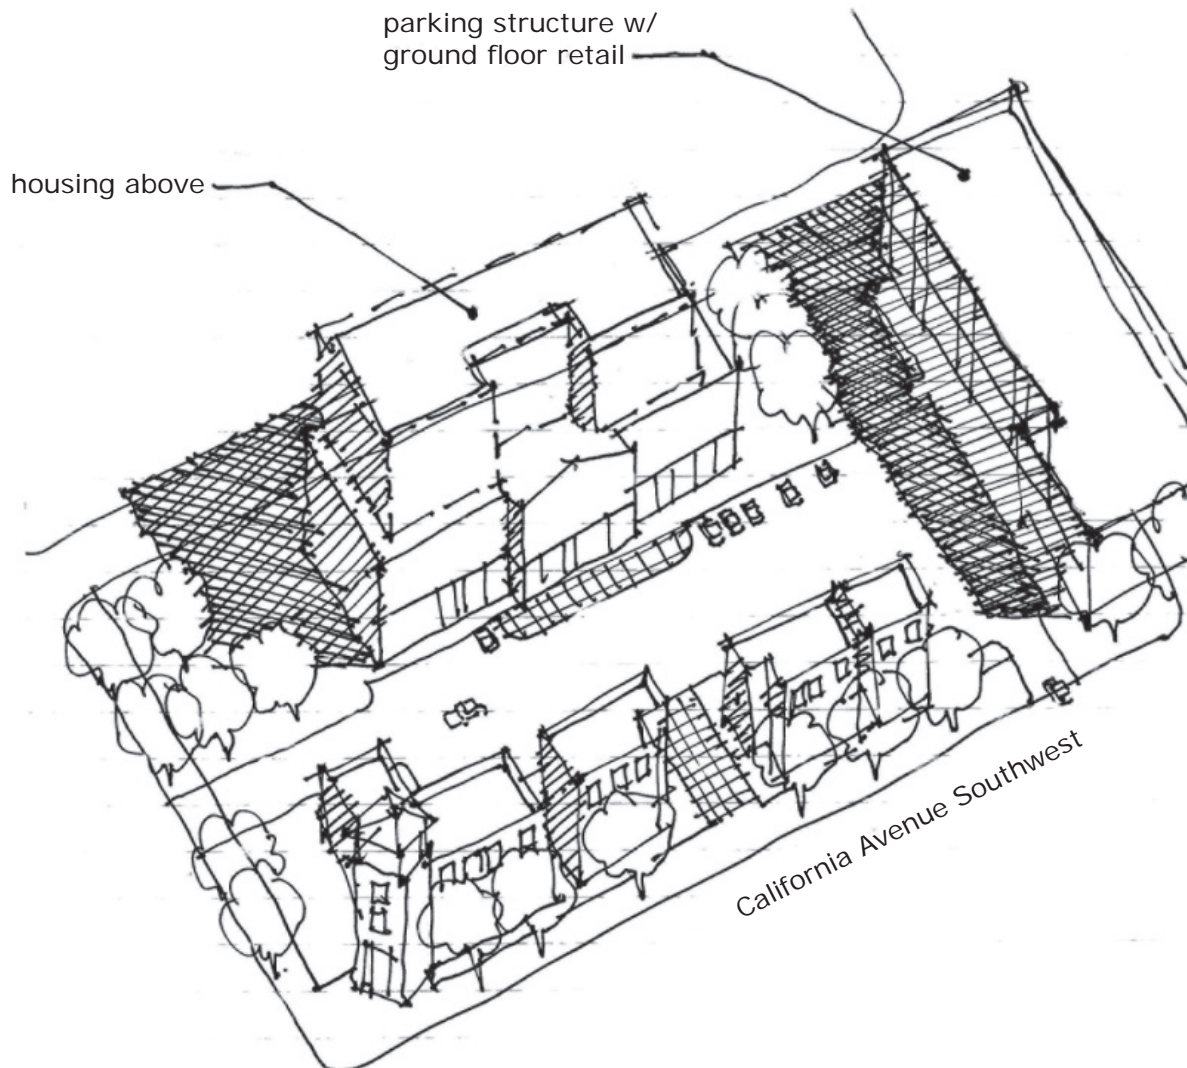 parking structure w/
ground floor retail
housing above
California Avenue Southwest